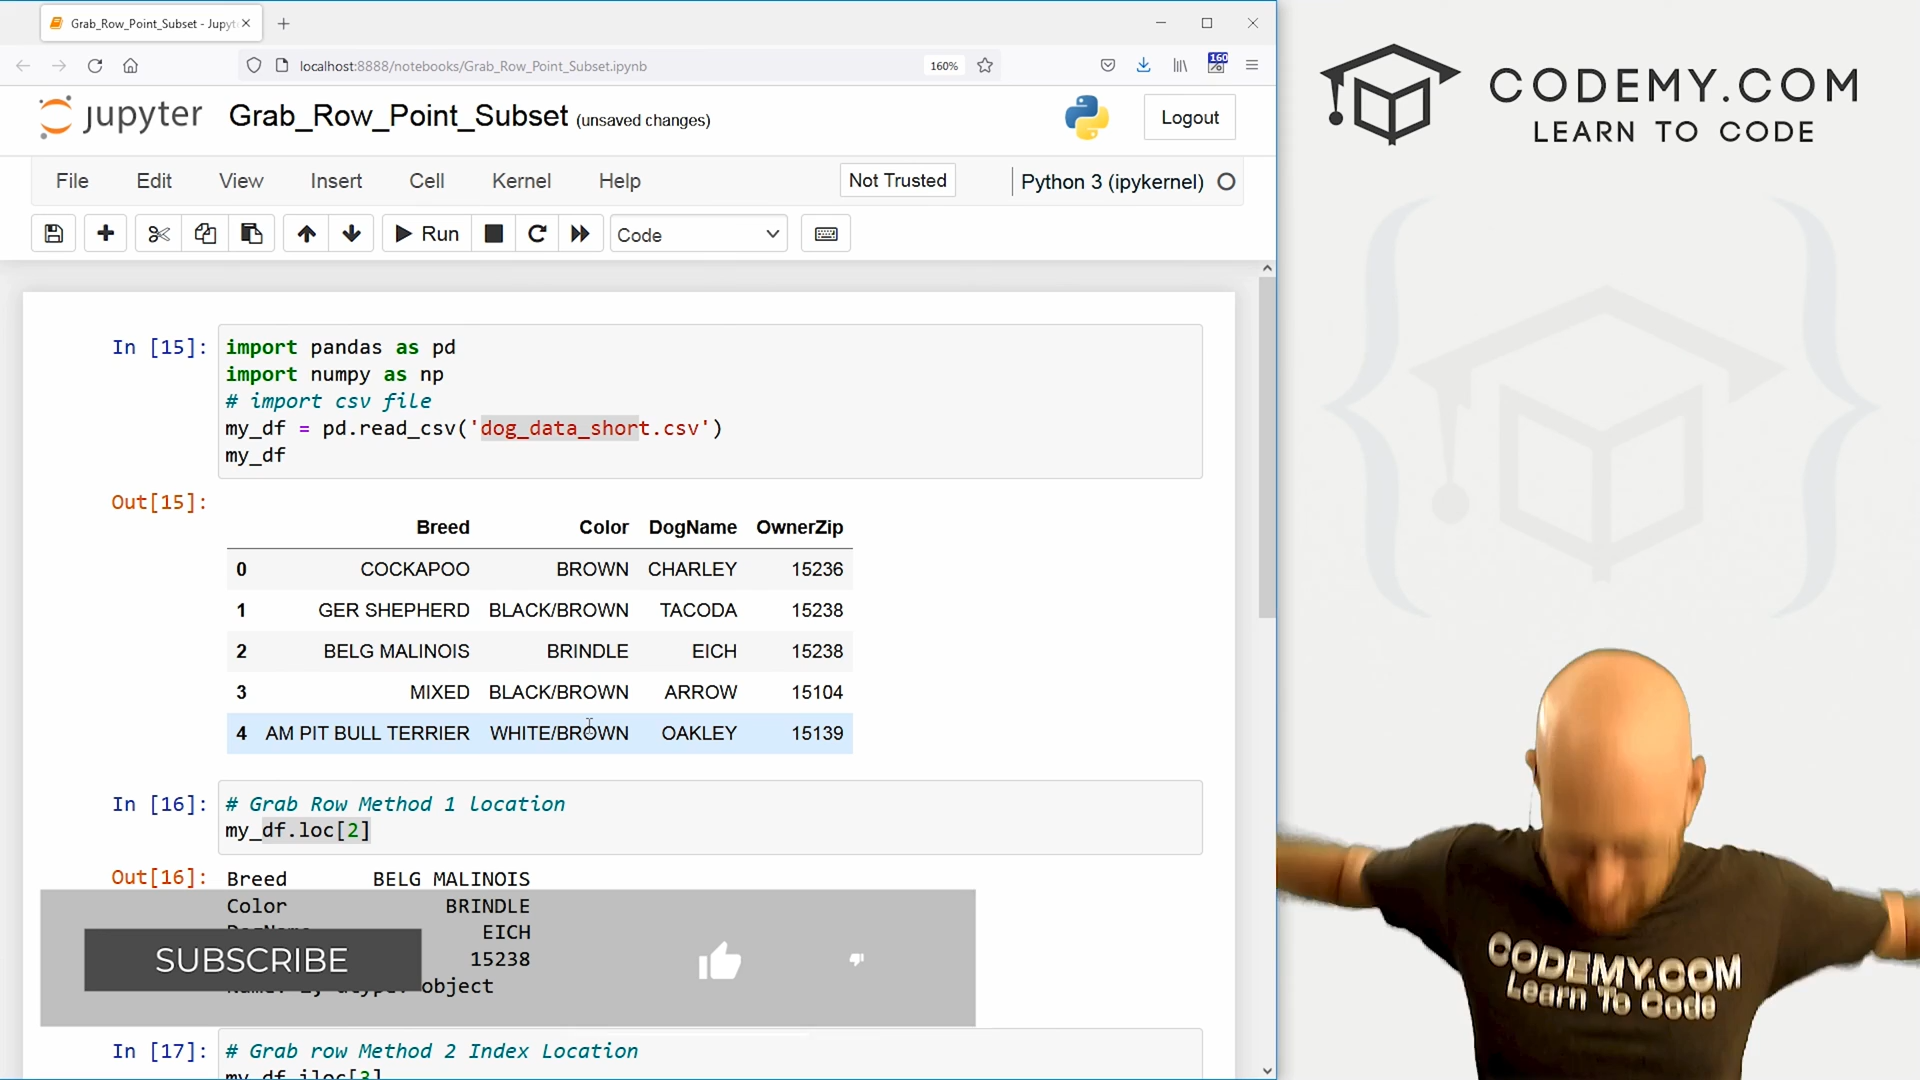 Grab_Row_Point_Subset - Jupyt
localhost:8888/notebooks/Grab_Row_Point_Subset.ipynb
160%
160
jupyter
Grab_Row_Point_Subset (unsaved changes)
Logout
File Edit View Insert Cell Kernel Help
Not Trusted
Python 3 (ipykernel)
Run
Code
In [15]:
import pandas as pd
import numpy as np
# import csv file
my_df = pd.read_csv('dog_data_short.csv')
my_df
Out[15]:
Breed Color DogName OwnerZip
0 COCKAPOO BROWN CHARLEY 15236
1 GER SHEPHERD BLACK/BROWN TACODA 15238
2 BELG MALINOIS BRINDLE EICH 15238
3 MIXED BLACK/BROWN ARROW 15104
4 AM PIT BULL TERRIER WHITE/BROWN OAKLEY 15139
In [16]:
# Grab Row Method 1 location
my_df.loc[2]
Out[16]:
Breed BELG MALINOIS
Color BRINDLE
EICH
15238
object
SUBSCRIBE
In [17]:
# Grab row Method 2 Index Location
my_df.iloc[3]
CODEMY.COM
LEARN TO CODE
CODEMY.COM
Learn To Code